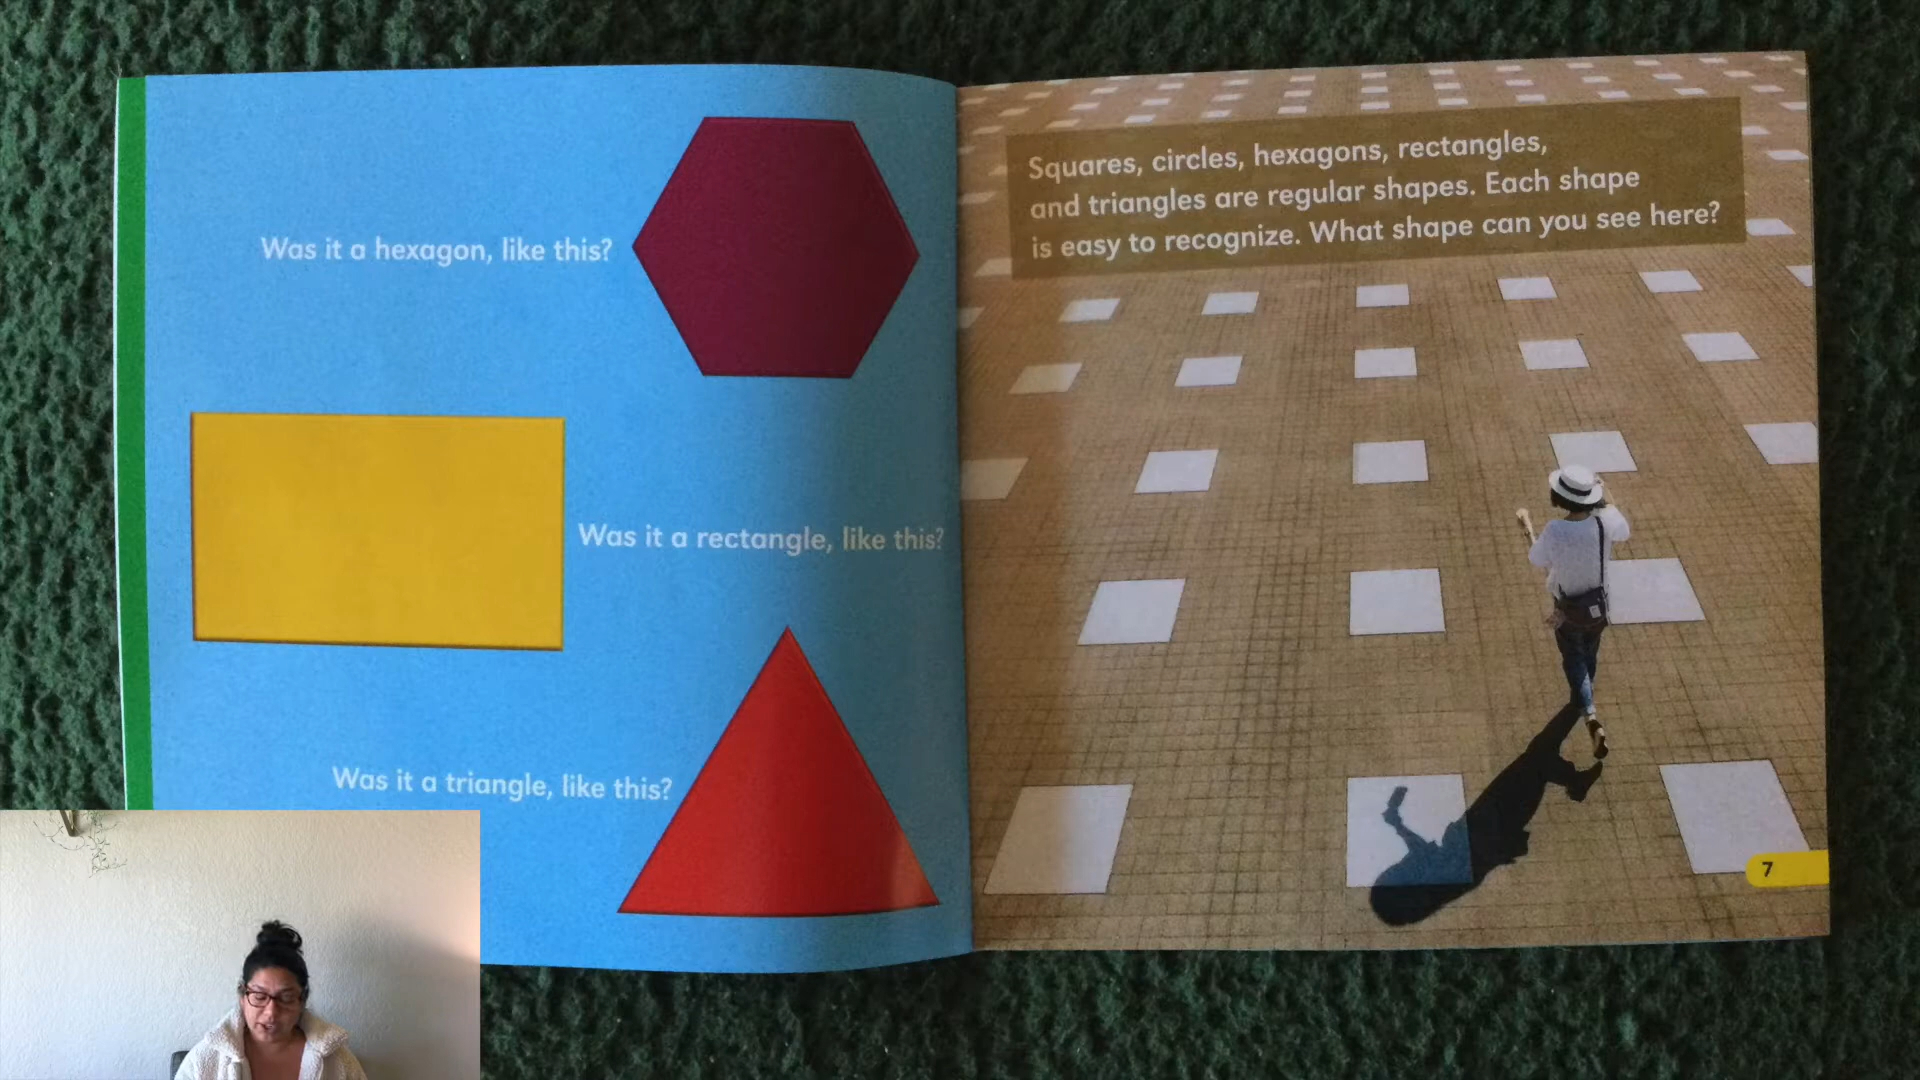 Was it a hexagon, like this?
Was it a rectangle, like this?
Was it a triangle, like this?
Squares, circles, hexagons, rectangles,
and triangles are regular shapes. Each shape
is easy to recognize. What shape can you see here?
7